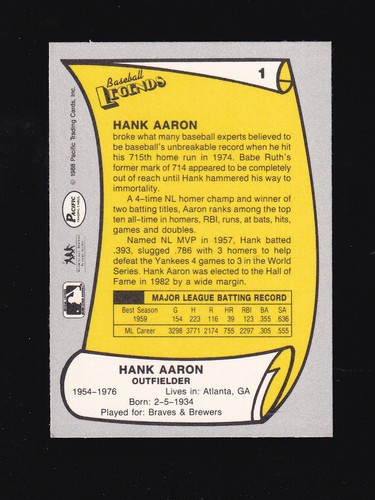 Baseball
LEGENDS
1
© 1988 Pacific Trading Cards, Inc.
PACIFIC
HANK AARON
broke what many baseball experts believed to
be baseball's unbreakable record when he hit
his 715th home run in 1974. Babe Ruth's
former mark of 714 appeared to be completely
out of reach until Hank hammered his way to
immortality.
A 4-time NL homer champ and winner of
two batting titles, Aaron ranks among the top
ten all-time in homers, RBI, runs, at bats, hits,
games and doubles.
Named NL MVP in 1957, Hank batted
.393, slugged .786 with 3 homers to help
defeat the Yankees 4 games to 3 in the World
Series. Hank Aaron was elected to the Hall of
Fame in 1982 by a wide margin.
MAJOR LEAGUE BATTING RECORD
Best Season G H R HR RBI BA SA
1959 154 223 116 39 123 .355 .636
ML Career 3298 3771 2174 755 2297 .305 .555
HANK AARON
OUTFIELDER
1954-1976 Lives in: Atlanta, GA
Born: 2-5-1934
Played for: Braves & Brewers